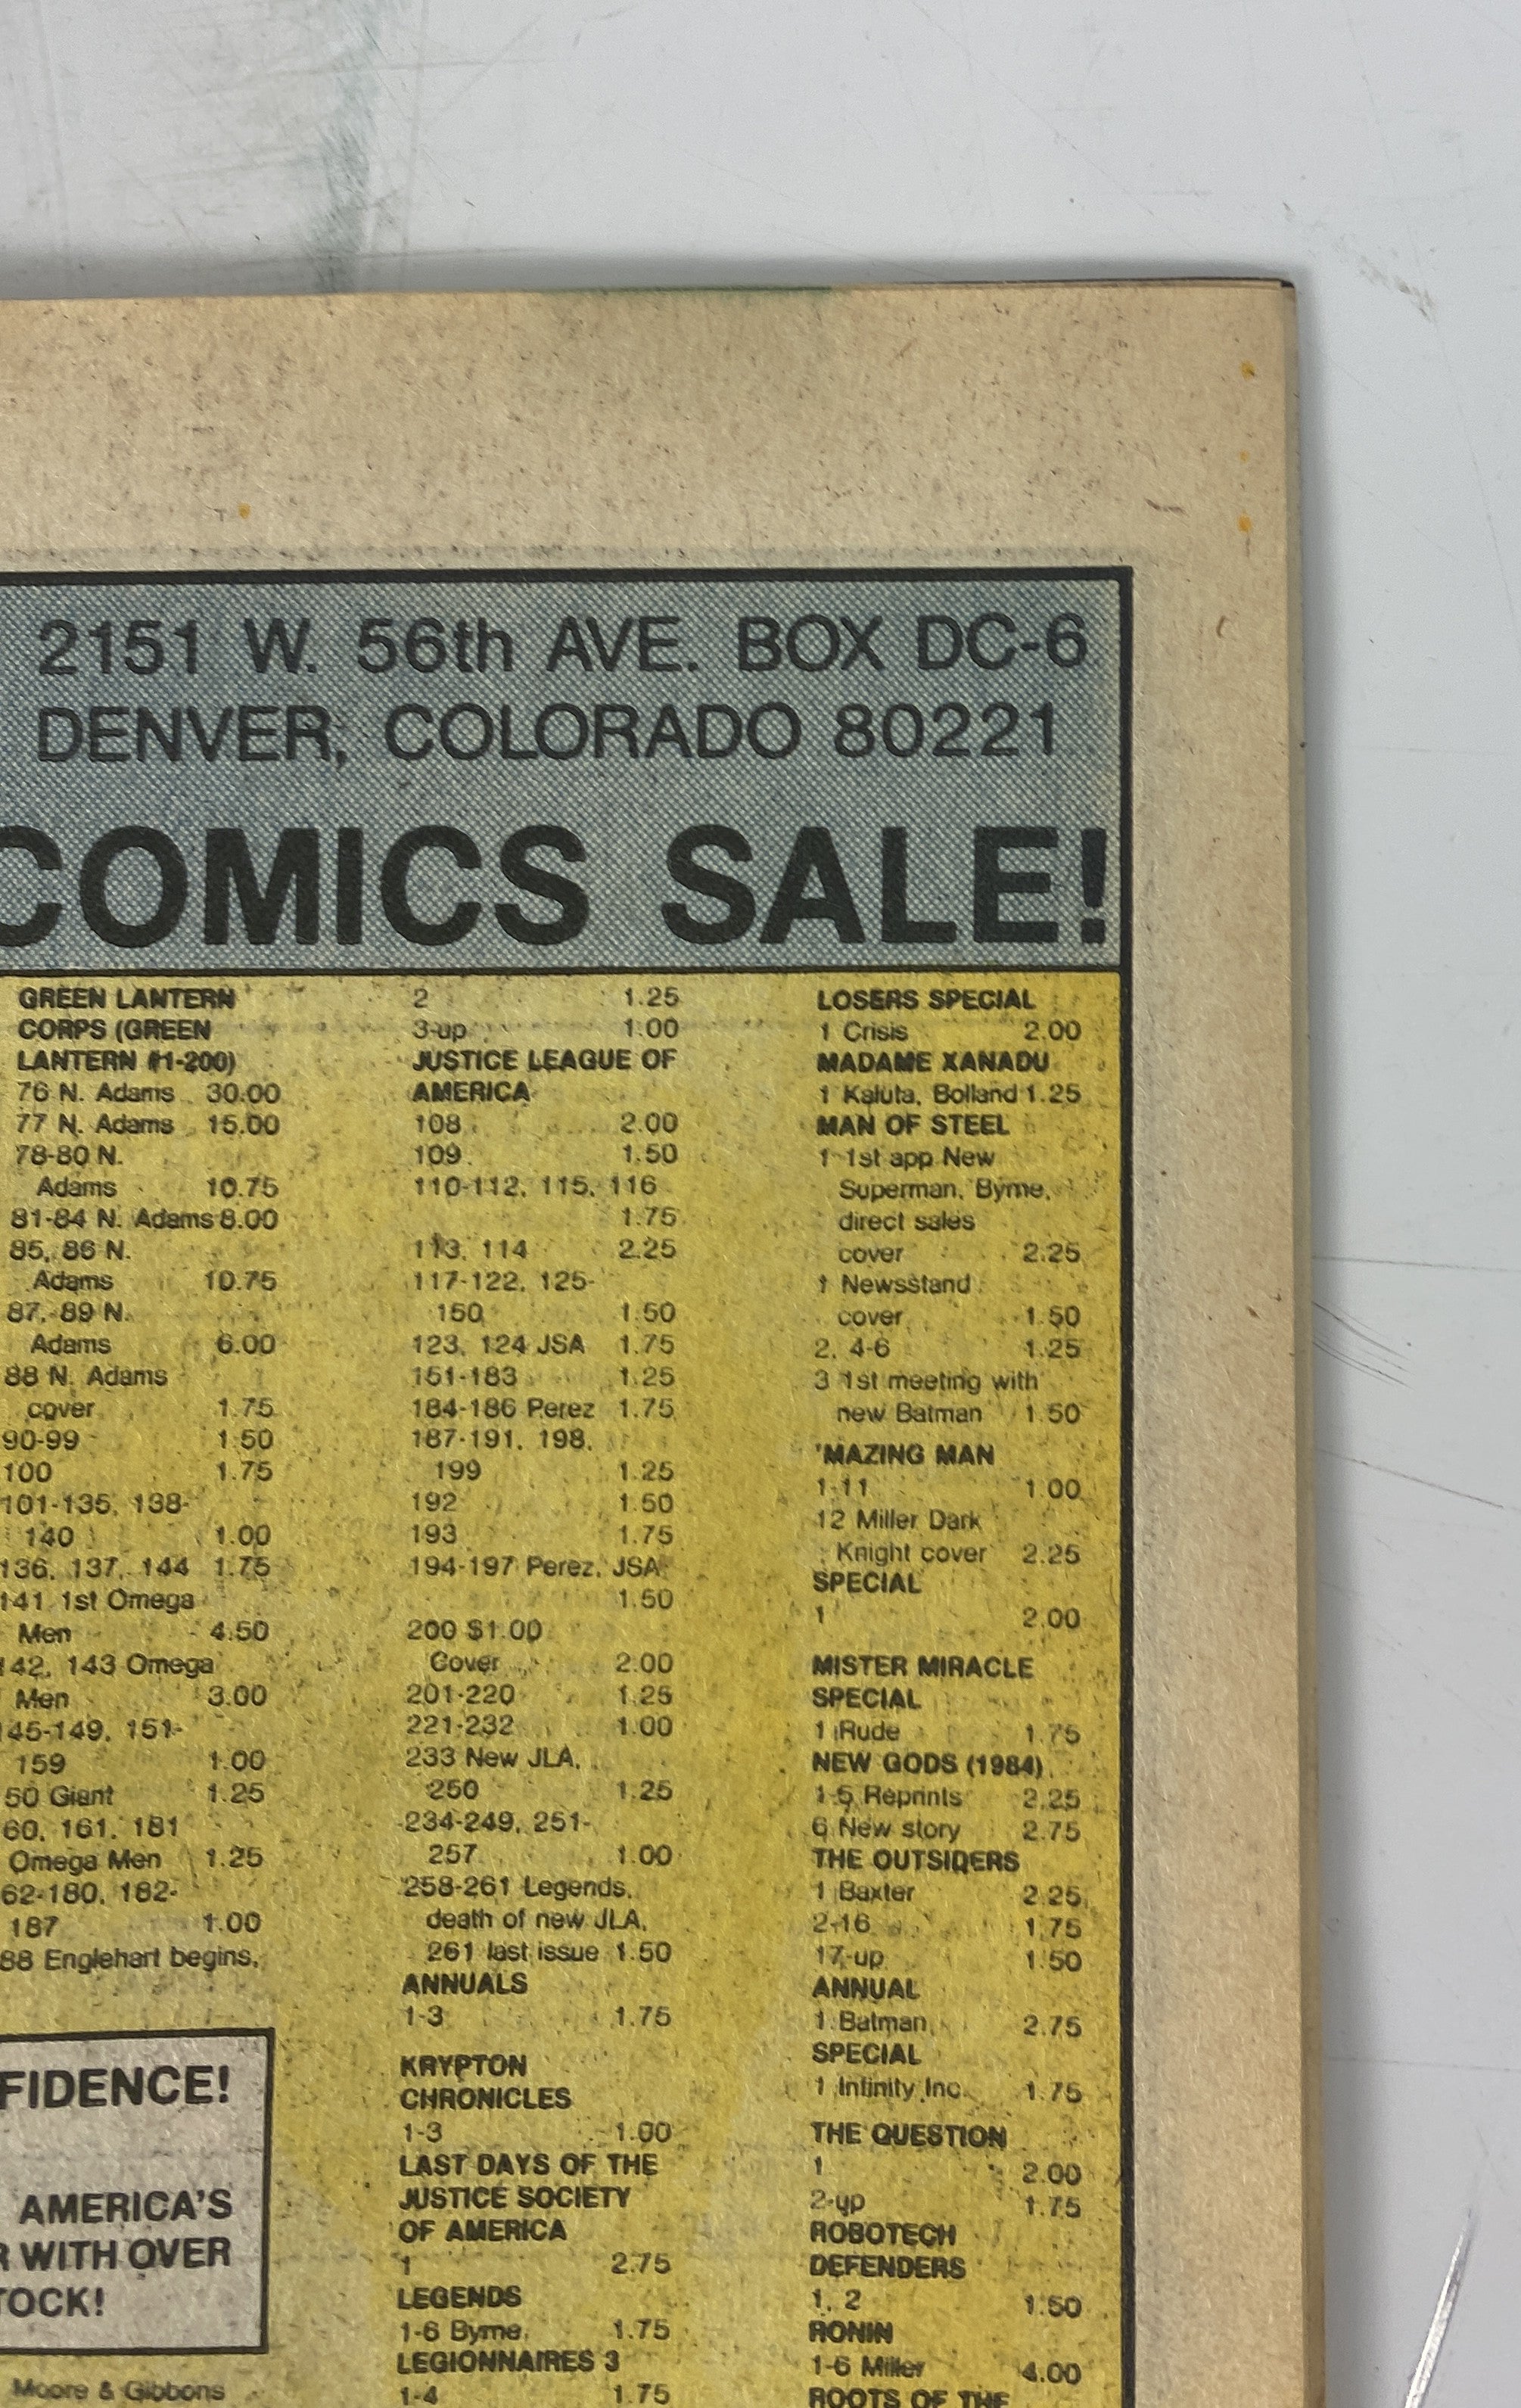 2151 W. 56th AVE. BOX DC-6
DENVER, COLORADO 80221
COMICS SALE!
GREEN LANTERN
CORPS (GREEN
LANTERN #1-200)
76 N. Adams 30.00
77 N. Adams 15.00
78-80 N.
Adams 10.75
81-84 N. Adams 8.00
85, 86 N.
Adams 10.75
87, 89 N.
Adams 6.00
88 N. Adams
cover 1.75
90-99 1.50
100 1.75
101-135, 138-
140 1.00
136, 137, 144 1.75
141 1st Omega
Men 4.50
142, 143 Omega
Men 3.00
145-149, 151-
159 1.00
50 Giant 1.25
60, 161, 181
Omega Men 1.25
62-180, 182-
187 1.00
88 Englehart begins,
FIDENCE!
AMERICA'S
R WITH OVER
TOCK!
Moore & Gibbons
2 1.25
3-up 1.00
JUSTICE LEAGUE OF
AMERICA
108 2.00
109 1.50
110-112, 115, 116
1.75
113, 114 2.25
117-122, 125-
150 1.50
123, 124 JSA 1.75
151-183 1.25
184-186 Perez 1.75
187-191, 198,
199 1.25
192 1.50
193 1.75
194-197 Perez, JSA
1.50
200 $1.00
Cover 2.00
201-220 1.25
221-232 1.00
233 New JLA,
250 1.25
234-249, 251-
257 1.00
258-261 Legends,
death of new JLA,
261 last issue 1.50
ANNUALS
1-3 1.75
KRYPTON
CHRONICLES
1-3 1.00
LAST DAYS OF THE
JUSTICE SOCIETY
OF AMERICA
1 2.75
LEGENDS
1-6 Byrne 1.75
LEGIONNAIRES 3
1-4 1.75
LOSERS SPECIAL
1 Crisis 2.00
MADAME XANADU
1 Kaluta, Bolland 1.25
MAN OF STEEL
1 1st app New
Superman, Byrne,
direct sales
cover 2.25
1 Newsstand
cover 1.50
2, 4-6 1.25
3 1st meeting with
new Batman 1.50
'MAZING MAN
1-11 1.00
12 Miller Dark
Knight cover 2.25
SPECIAL
1 2.00
MISTER MIRACLE
SPECIAL
1 Rude 1.75
NEW GODS (1984)
1-5 Reprints 2.25
6 New story 2.75
THE OUTSIDERS
1 Baxter 2.25
2-16 1.75
17-up 1.50
ANNUAL
1 Batman 2.75
SPECIAL
1 Infinity Inc. 1.75
THE QUESTION
1 2.00
2-up 1.75
ROBOTECH
DEFENDERS
1, 2 1.50
RONIN
1-6 Miller 4.00
ROOTS OF THE